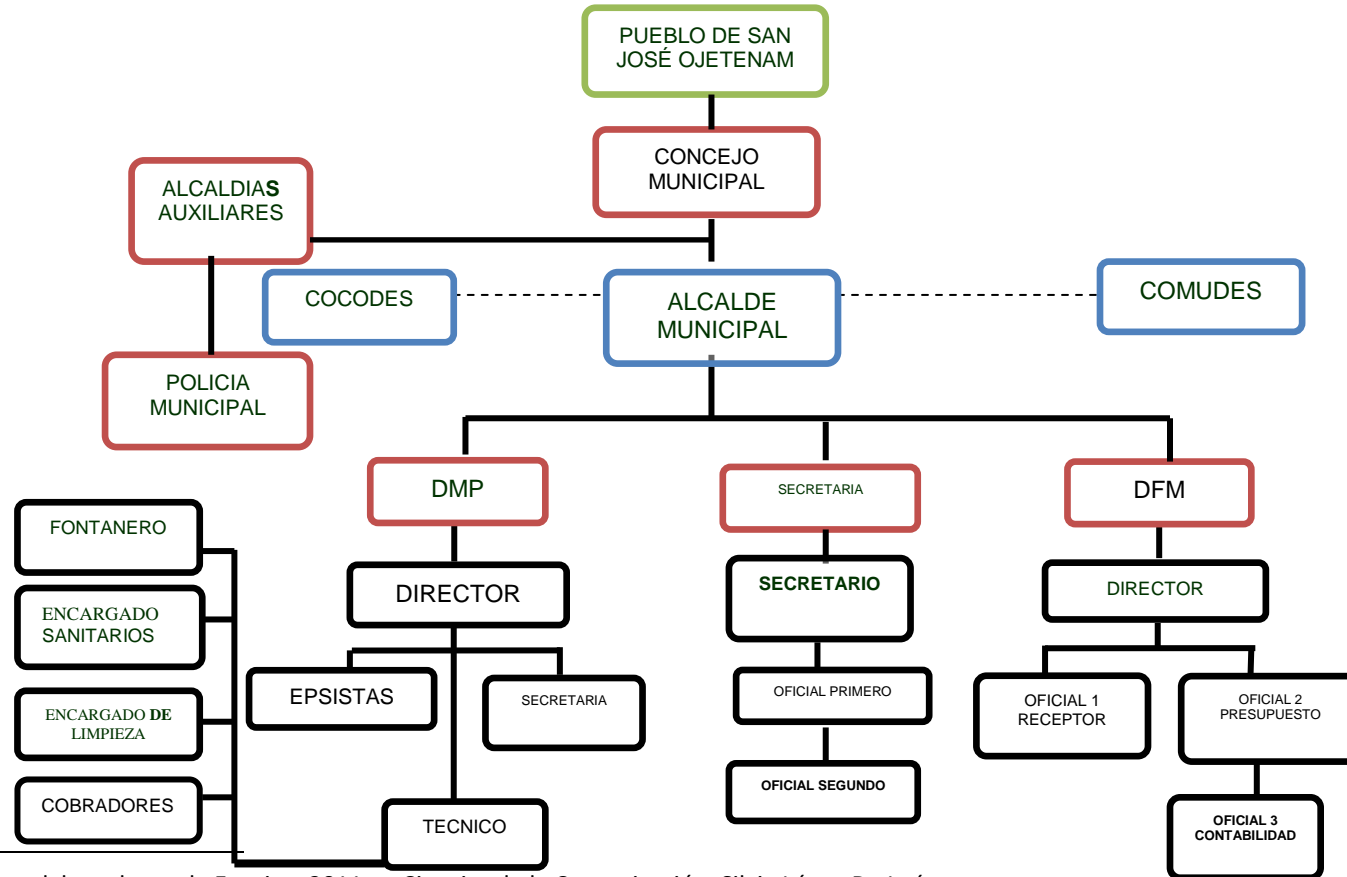 PUEBLO DE SAN
JOSÉ OJETENAM
CONCEJO
MUNICIPAL
ALCALDIAS
AUXILIARES
COCODES
ALCALDE
MUNICIPAL
COMUDES
POLICIA
MUNICIPAL
DMP
SECRETARIA
DFM
FONTANERO
DIRECTOR
SECRETARIO
DIRECTOR
ENCARGADO
SANITARIOS
EPSISTAS
SECRETARIA
OFICIAL PRIMERO
OFICIAL 1
RECEPTOR
OFICIAL 2
PRESUPUESTO
ENCARGADO DE
LIMPIEZA
COBRADORES
TECNICO
OFICIAL SEGUNDO
OFICIAL 3
CONTABILIDAD